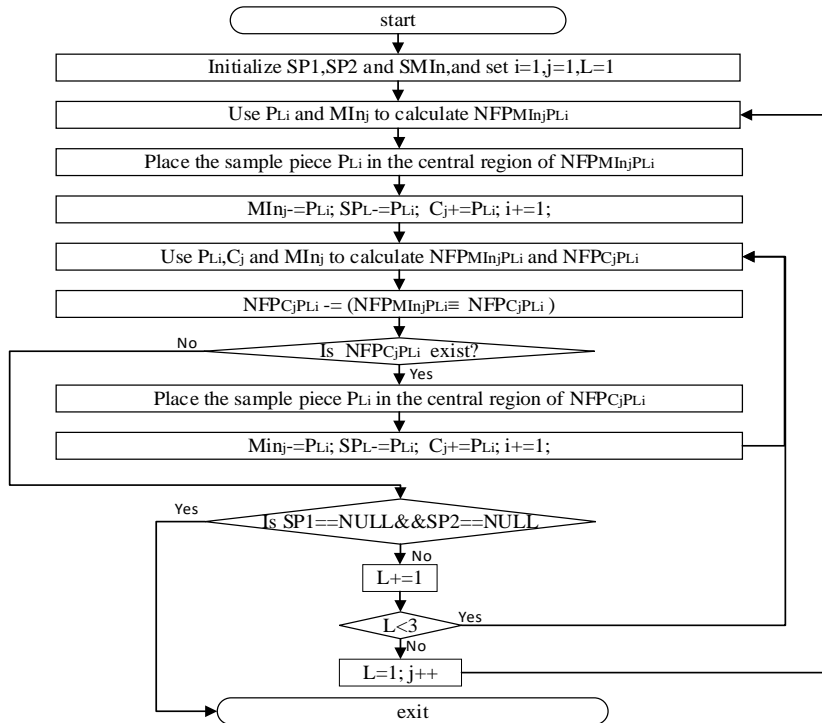 start
Initialize SP1,SP2 and SMIn,and set i=1,j=1,L=1
Use PLi and MInj to calculate NFPMInjPLi
Place the sample piece PLi in the central region of NFPMInjPLi
MInj-=PLi; SPL-=PLi; Cj+=PLi; i+=1;
Use PLi,Cj and MInj to calculate NFPMInjPLi and NFPCjPLi
NFPCjPLi -= (NFPMInjPLi≡ NFPCjPLi )
No
Is NFPCjPLi exist?
Yes
Place the sample piece PLi in the central region of NFPCjPLi
Minj-=PLi; SPL-=PLi; Cj+=PLi; i+=1;
Yes
Is SP1==NULL&&SP2==NULL
No
L+=1
L<3
Yes
No
L=1; j++
exit